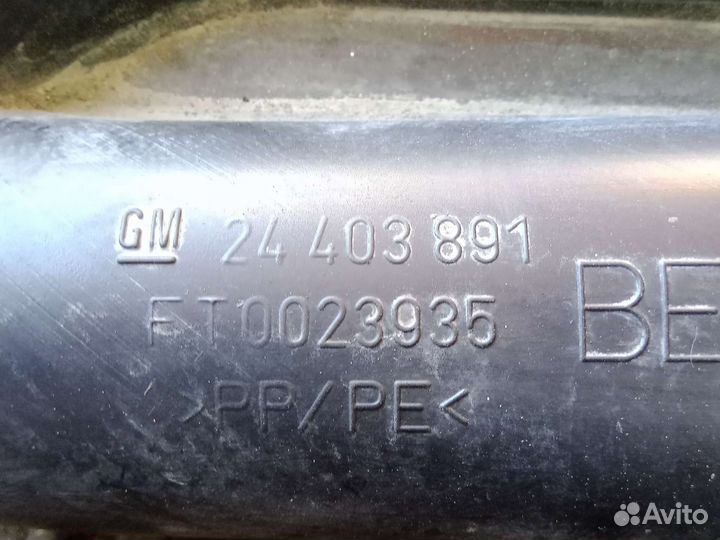 GM 24 403 891
FT0023935
>PP/PE<
BE
Avito